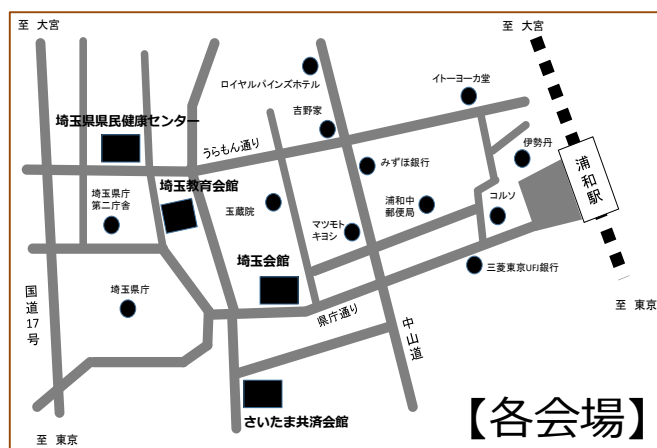 至 大宮
至 大宮
ロイヤルパインズホテル
イトーヨーカ堂
吉野家
埼玉県県民健康センター
うらもん通り
伊勢丹
みずほ銀行
浦和駅
埼玉教育会館
埼玉県庁
第二庁舎
玉蔵院
浦和中
郵便局
コルソ
マツモト
キヨシ
埼玉会館
三菱東京UFJ銀行
国道17号
埼玉県庁
県庁通り
中山道
至 東京
さいたま共済会館
【各会場】
至 東京